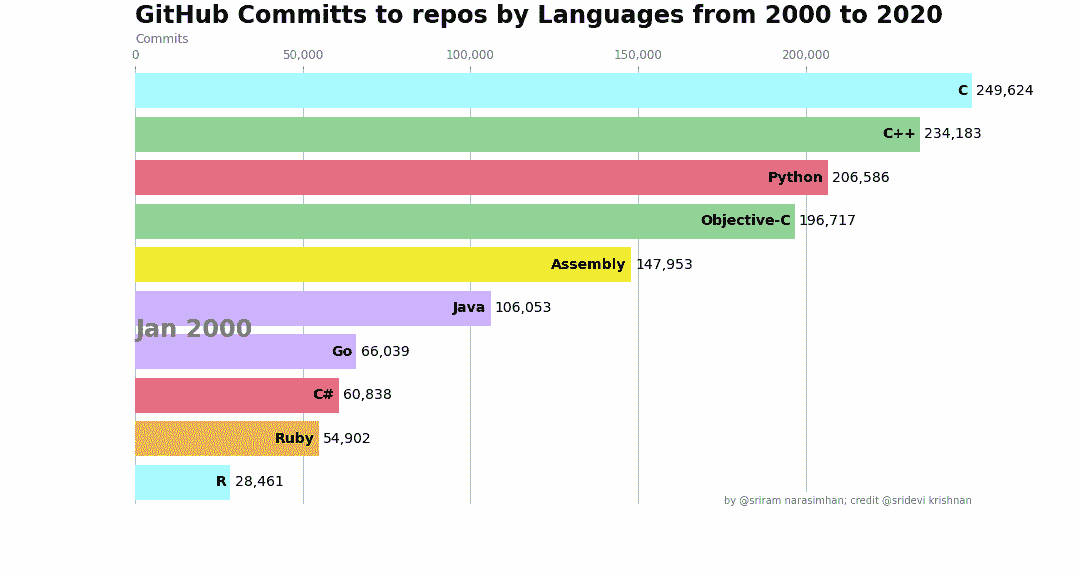 GitHub Committs to repos by Languages from 2000 to 2020
Commits
0 50,000 100,000 150,000 200,000
C 249,624
C++ 234,183
Python 206,586
Objective-C 196,717
Assembly 147,953
Java 106,053
Jan 2000
Go 66,039
C# 60,838
Ruby 54,902
R 28,461
by @sriram narasimhan; credit @sridevi krishnan